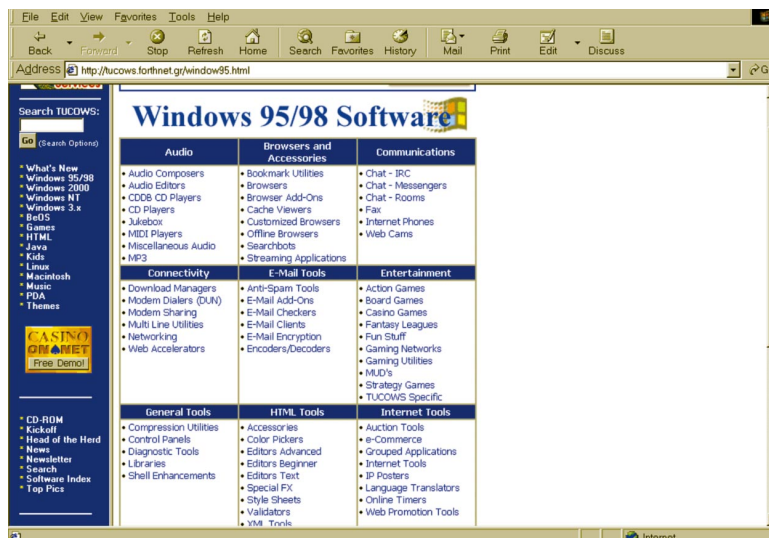 File Edit View Favorites Tools Help
Back Forward Stop Refresh Home Search Favorites History Mail Print Edit Discuss
Address http://tucows.forthnet.gr/window95.html
Search TUCOWS:
Go (Search Options)
* What's New
* Windows 95/98
* Windows 2000
* Windows NT
* Windows 3.x
* BeOS
* Games
* HTML
* Java
* Kids
* Linux
* Macintosh
* Music
* PDA
* Themes
CASINO
ON NET
Free Demo!
* CD-ROM
* Kickoff
* Head of the Herd
* News
* Newsletter
* Search
* Software Index
* Top Pics
Windows 95/98 Software
Audio
• Audio Composers
• Audio Editors
• CDDB CD Players
• CD Players
• Jukebox
• MIDI Players
• Miscellaneous Audio
• MP3
Browsers and
Accessories
• Bookmark Utilities
• Browsers
• Browser Add-Ons
• Cache Viewers
• Customized Browsers
• Offline Browsers
• Searchbots
• Streaming Applications
Communications
• Chat - IRC
• Chat - Messengers
• Chat - Rooms
• Fax
• Internet Phones
• Web Cams
Connectivity
• Download Managers
• Modem Dialers (DUN)
• Modem Sharing
• Multi Line Utilities
• Networking
• Web Accelerators
E-Mail Tools
• Anti-Spam Tools
• E-Mail Add-Ons
• E-Mail Checkers
• E-Mail Clients
• E-Mail Encryption
• Encoders/Decoders
Entertainment
• Action Games
• Board Games
• Casino Games
• Fantasy Leagues
• Fun Stuff
• Gaming Networks
• Gaming Utilities
• MUD's
• Strategy Games
• TUCOWS Specific
General Tools
• Compression Utilities
• Control Panels
• Diagnostic Tools
• Libraries
• Shell Enhancements
HTML Tools
• Accessories
• Color Pickers
• Editors Advanced
• Editors Beginner
• Editors Text
• Special FX
• Style Sheets
• Validators
• XML Tools
Internet Tools
• Auction Tools
• e-Commerce
• Grouped Applications
• Internet Tools
• IP Posters
• Language Translators
• Online Timers
• Web Promotion Tools
Internet